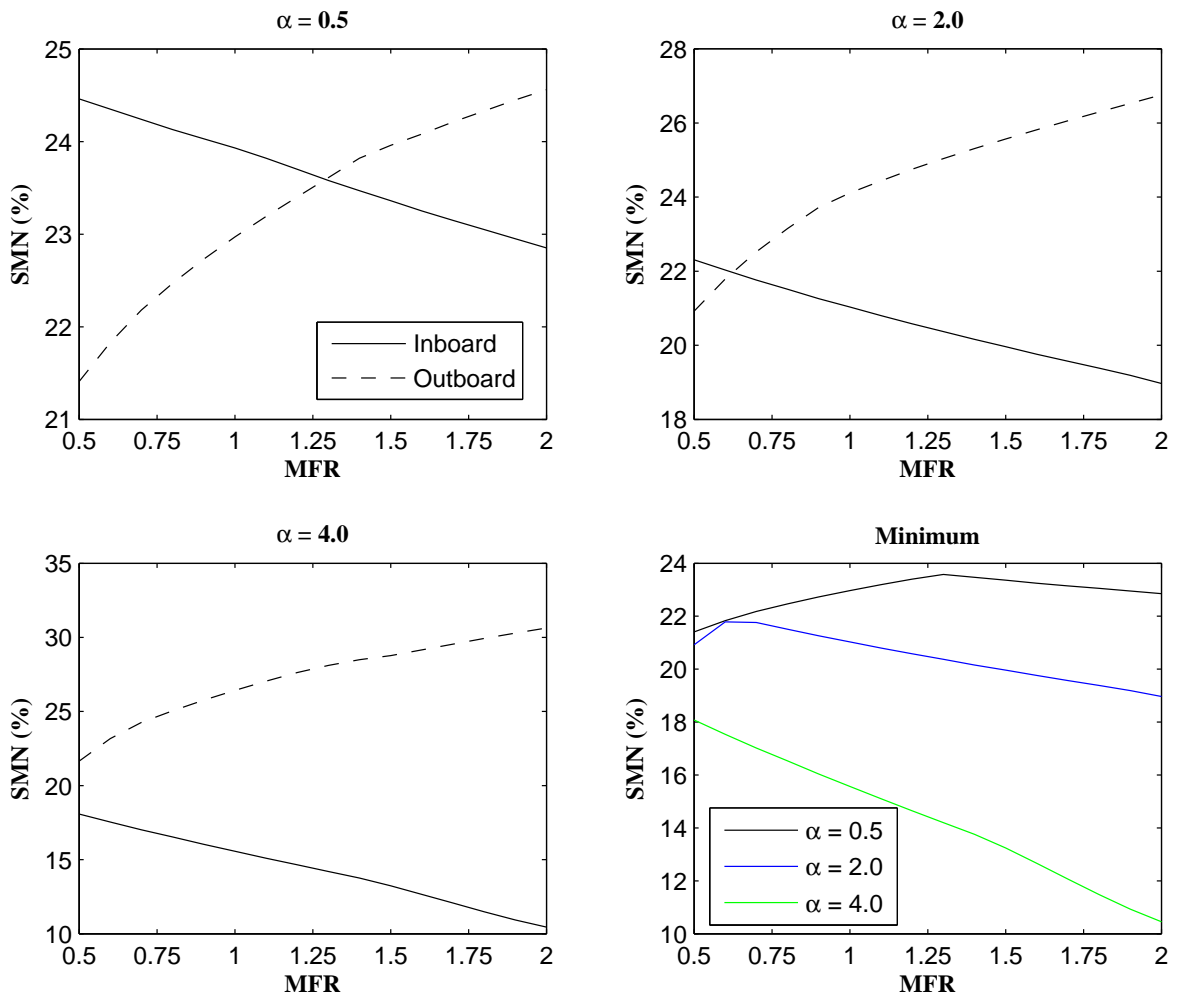 α = 0.5
25
24
23
22
21
SMN (%)
0.5 0.75 1 1.25 1.5 1.75 2
MFR
Inboard
Outboard
α = 2.0
28
26
24
22
20
18
SMN (%)
0.5 0.75 1 1.25 1.5 1.75 2
MFR
α = 4.0
35
30
25
20
15
10
SMN (%)
0.5 0.75 1 1.25 1.5 1.75 2
MFR
Minimum
24
22
20
18
16
14
12
10
SMN (%)
0.5 0.75 1 1.25 1.5 1.75 2
MFR
α = 0.5
α = 2.0
α = 4.0